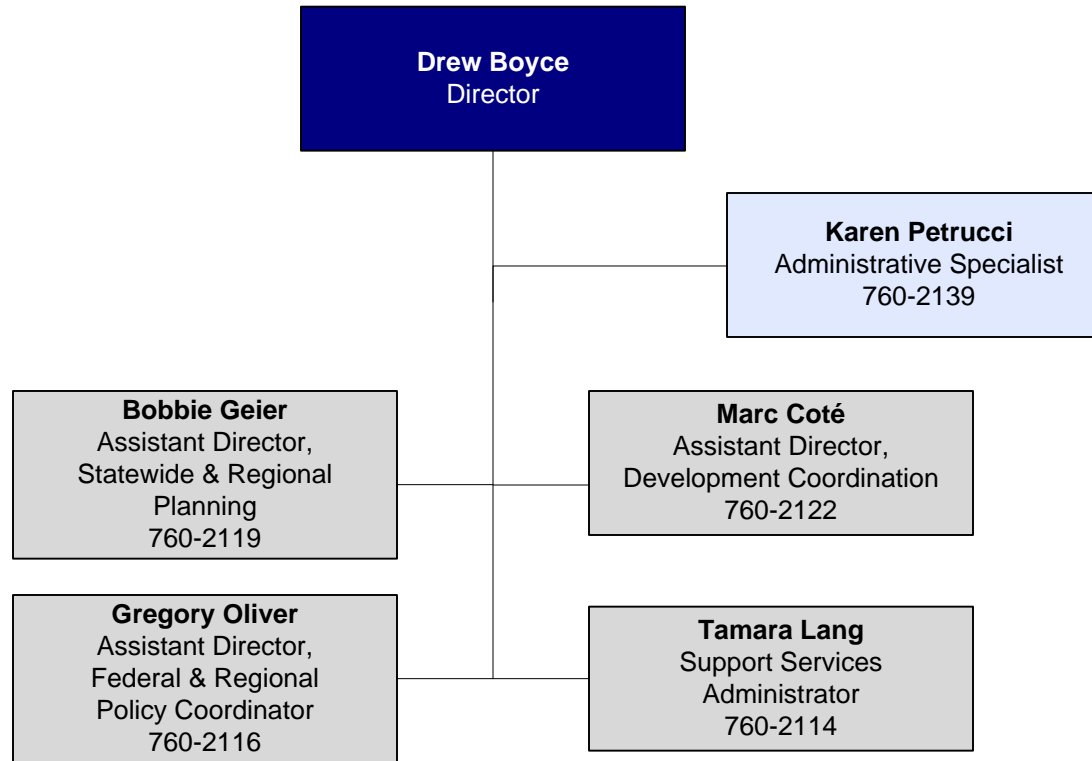 Drew Boyce
Director
Karen Petrucci
Administrative Specialist
760-2139
Bobbie Geier
Assistant Director,
Statewide & Regional
Planning
760-2119
Marc Coté
Assistant Director,
Development Coordination
760-2122
Gregory Oliver
Assistant Director,
Federal & Regional
Policy Coordinator
760-2116
Tamara Lang
Support Services
Administrator
760-2114